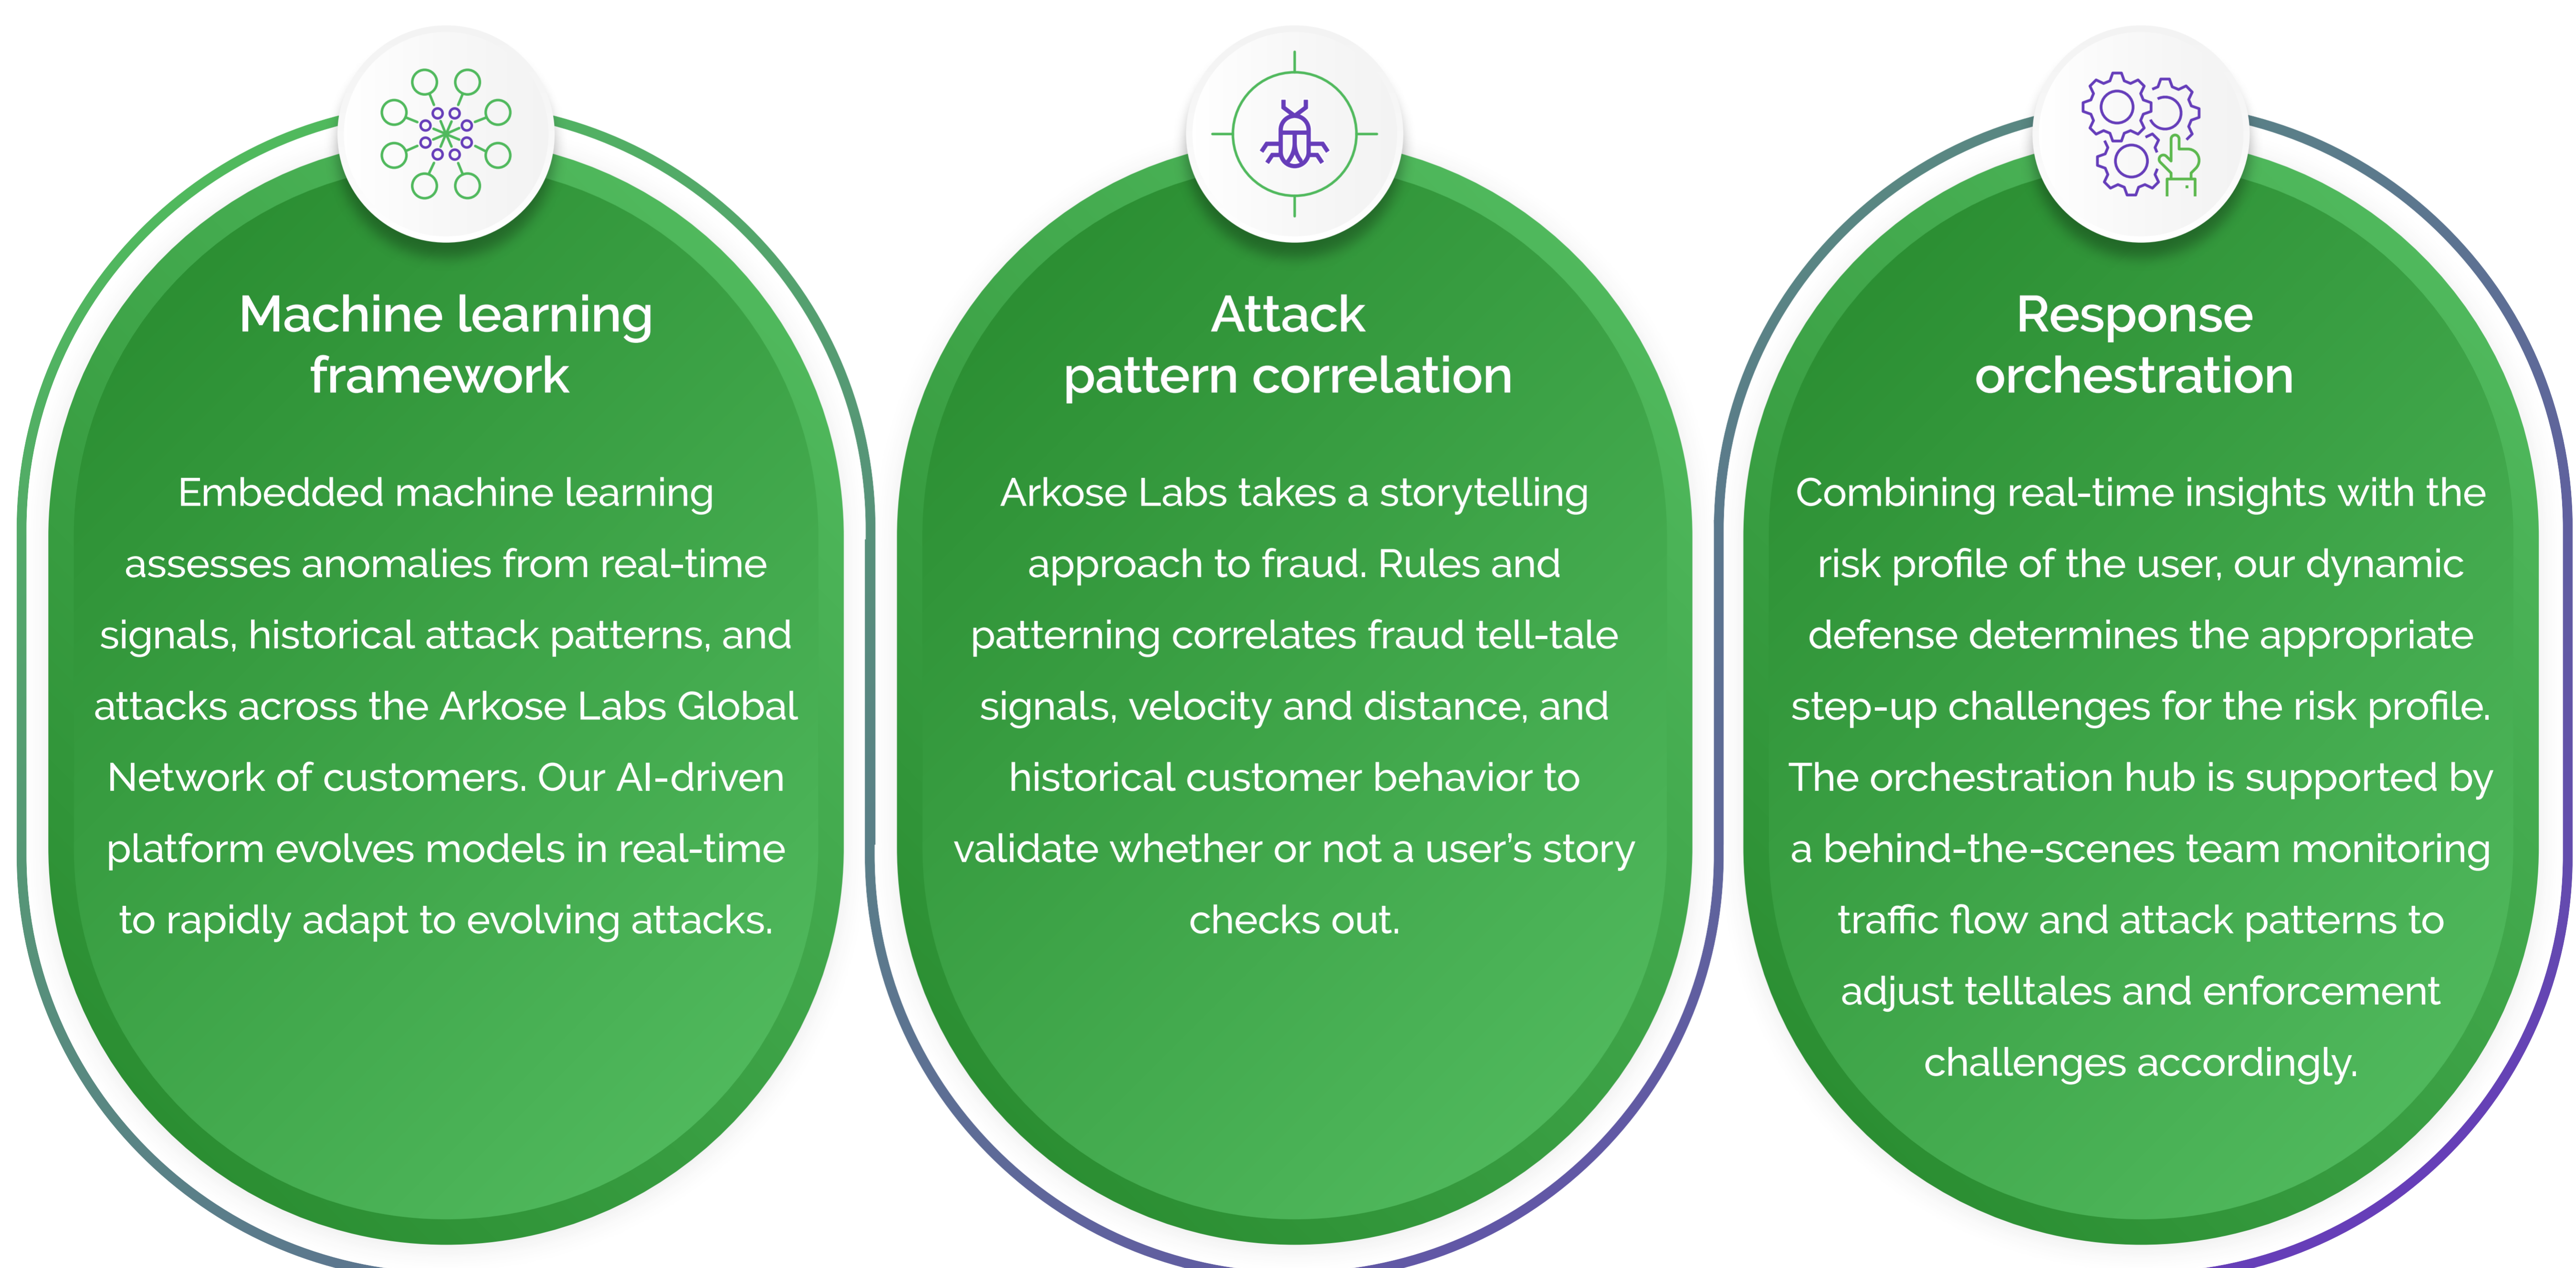 Machine learning
framework
Embedded machine learning
assesses anomalies from real-time
signals, historical attack patterns, and
attacks across the Arkose Labs Global
Network of customers. Our AI-driven
platform evolves models in real-time
to rapidly adapt to evolving attacks.
Attack
pattern correlation
Arkose Labs takes a storytelling
approach to fraud. Rules and
patterning correlates fraud tell-tale
signals, velocity and distance, and
historical customer behavior to
validate whether or not a user’s story
checks out.
Response
orchestration
Combining real-time insights with the
risk profile of the user, our dynamic
defense determines the appropriate
step-up challenges for the risk profile.
The orchestration hub is supported by
a behind-the-scenes team monitoring
traffic flow and attack patterns to
adjust telltales and enforcement
challenges accordingly.